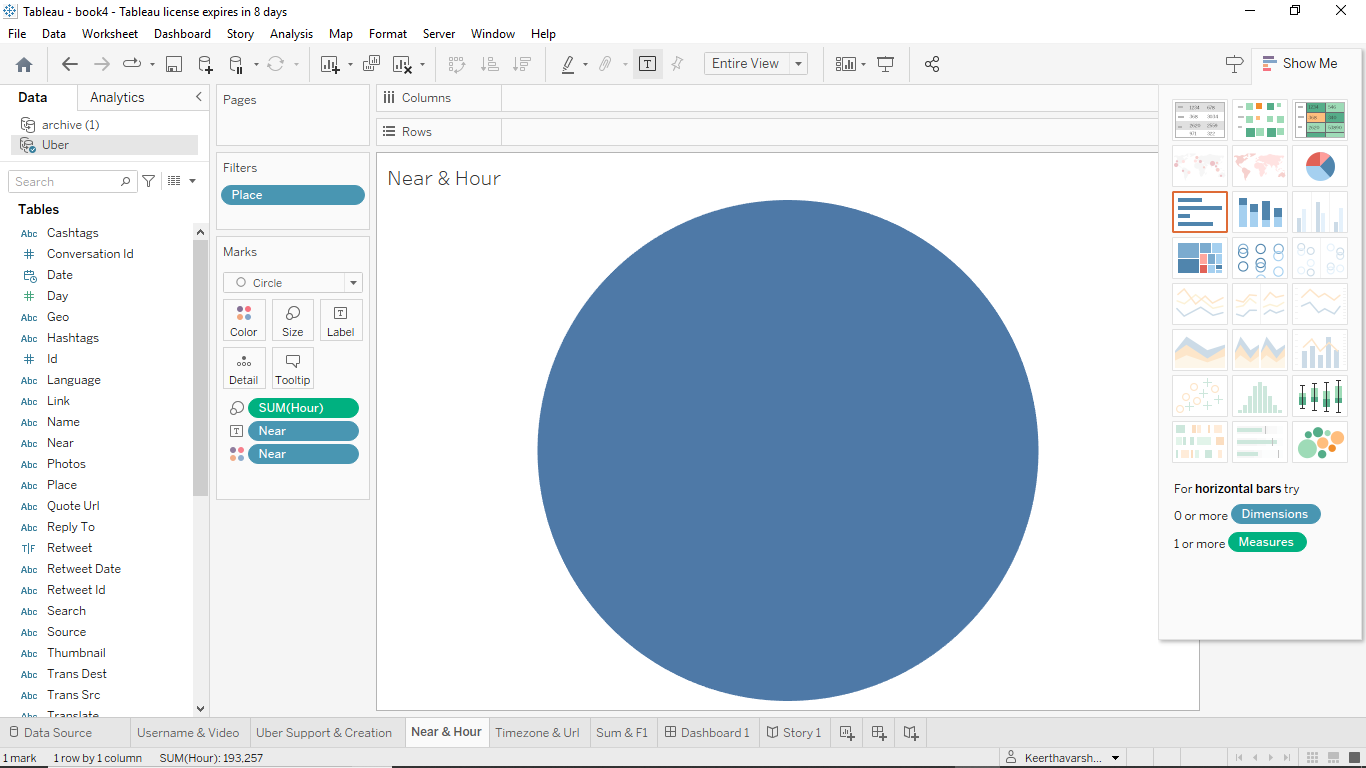 Tableau - book4 - Tableau license expires in 8 days
File Data Worksheet Dashboard Story Analysis Map Format Server Window Help
Entire View
Show Me
Data Analytics
archive (1)
Uber
Search
Tables
Abc Cashtags
# Conversation Id
Date
# Day
Abc Geo
Abc Hashtags
# Id
Abc Language
Abc Link
Abc Name
Abc Near
Abc Photos
Abc Place
Abc Quote Url
Abc Reply To
T|F Retweet
Abc Retweet Date
Abc Retweet Id
Abc Search
Abc Source
Abc Thumbnail
Abc Trans Dest
Abc Trans Src
Abc Translate
Pages
Filters
Place
Marks
Circle
Color Size Label
Detail Tooltip
SUM(Hour)
Near
Near
Columns
Rows
Near & Hour
For horizontal bars try
0 or more Dimensions
1 or more Measures
Data Source Username & Video Uber Support & Creation Near & Hour Timezone & Url Sum & F1 Dashboard 1 Story 1
1 mark 1 row by 1 column SUM(Hour): 193,257 Keerthavarsh...